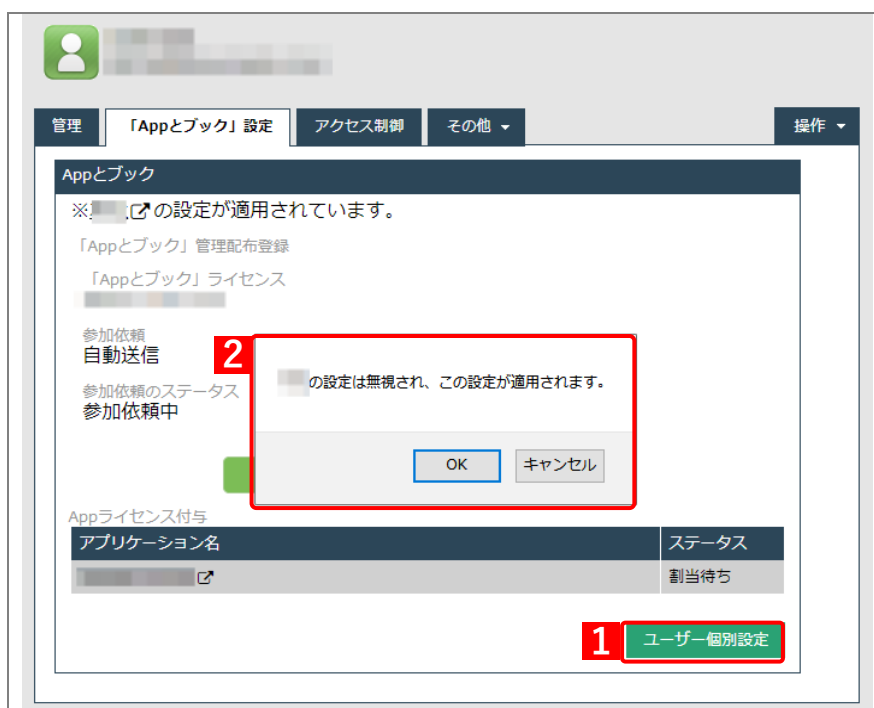 管理
「Appとブック」設定
アクセス制御
その他
操作
Appとブック
※の設定が適用されています。
「Appとブック」管理配布登録
「Appとブック」ライセンス
参加依頼
自動送信
参加依頼のステータス
参加依頼中
2
の設定は無視され、この設定が適用されます。
OK
キャンセル
Appライセンス付与
アプリケーション名
ステータス
割当待ち
1
ユーザー個別設定